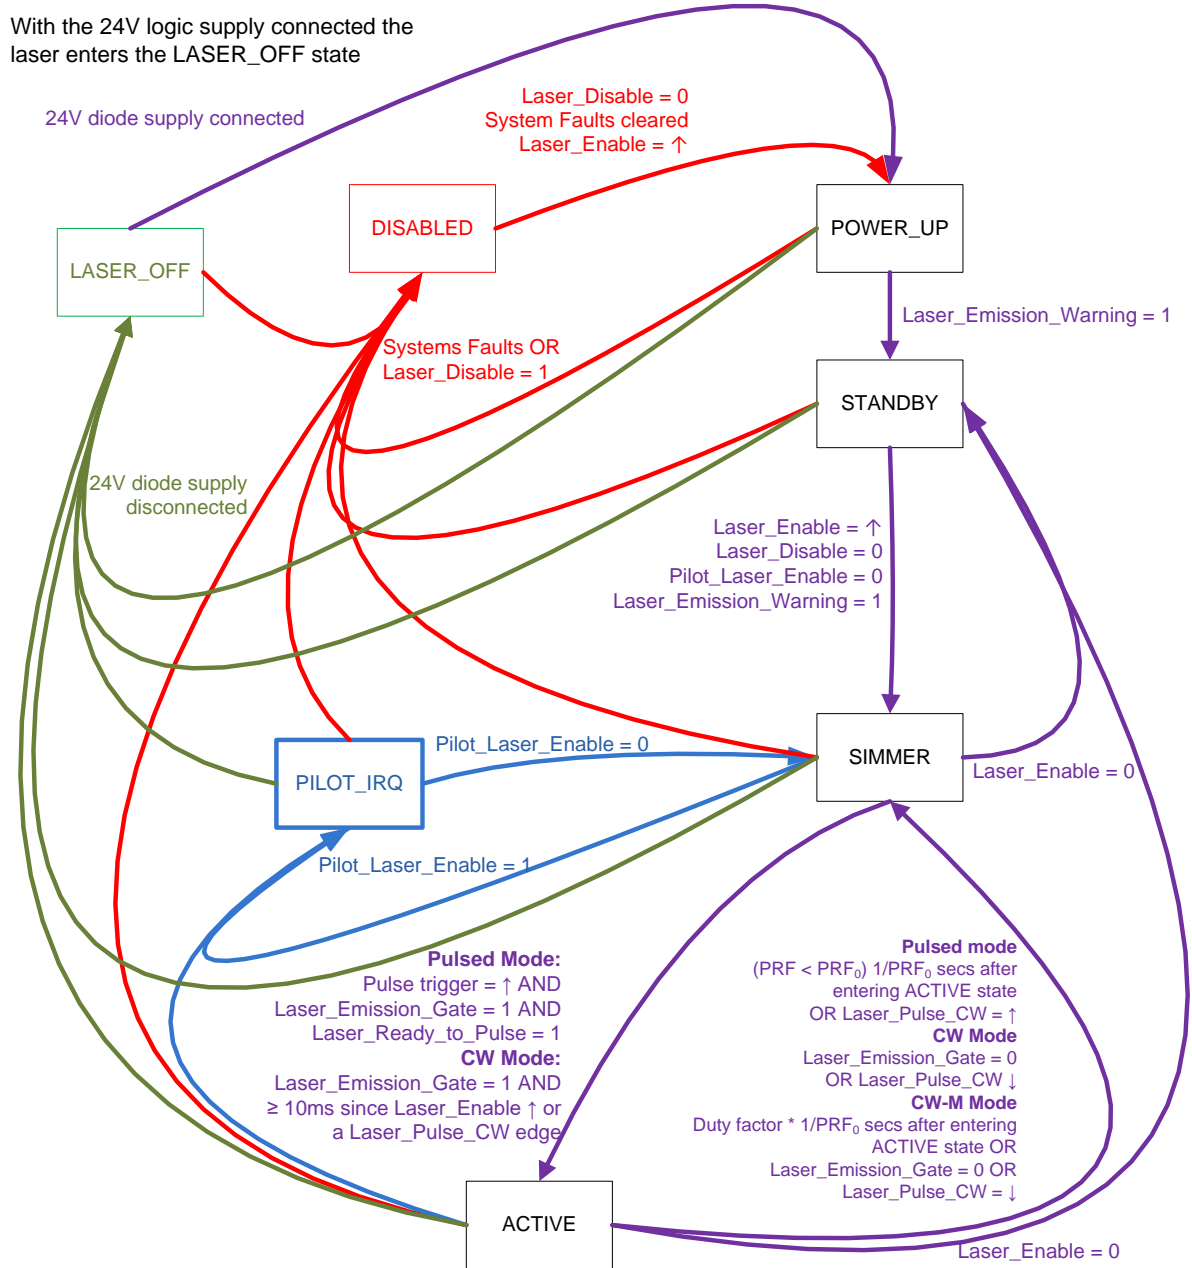 With the 24V logic supply connected the
laser enters the LASER_OFF state
24V diode supply connected
Laser_Disable = 0
System Faults cleared
Laser_Enable = ↑
LASER_OFF
DISABLED
POWER_UP
Laser_Emission_Warning = 1
Systems Faults OR
Laser_Disable = 1
STANDBY
24V diode supply
disconnected
Laser_Enable = ↑
Laser_Disable = 0
Pilot_Laser_Enable = 0
Laser_Emission_Warning = 1
PILOT_IRQ
Pilot_Laser_Enable = 0
SIMMER
Laser_Enable = 0
Pilot_Laser_Enable = 1
Pulsed Mode:
Pulse trigger = ↑ AND
Laser_Emission_Gate = 1 AND
Laser_Ready_to_Pulse = 1
CW Mode:
Laser_Emission_Gate = 1 AND
≥ 10ms since Laser_Enable ↑ or
a Laser_Pulse_CW edge
Pulsed mode
(PRF < PRF₀) 1/PRF₀ secs after
entering ACTIVE state
OR Laser_Pulse_CW = ↑
CW Mode
Laser_Emission_Gate = 0
OR Laser_Pulse_CW ↓
CW-M Mode
Duty factor * 1/PRF₀ secs after entering
ACTIVE state OR
Laser_Emission_Gate = 0 OR
Laser_Pulse_CW = ↓
ACTIVE
Laser_Enable = 0